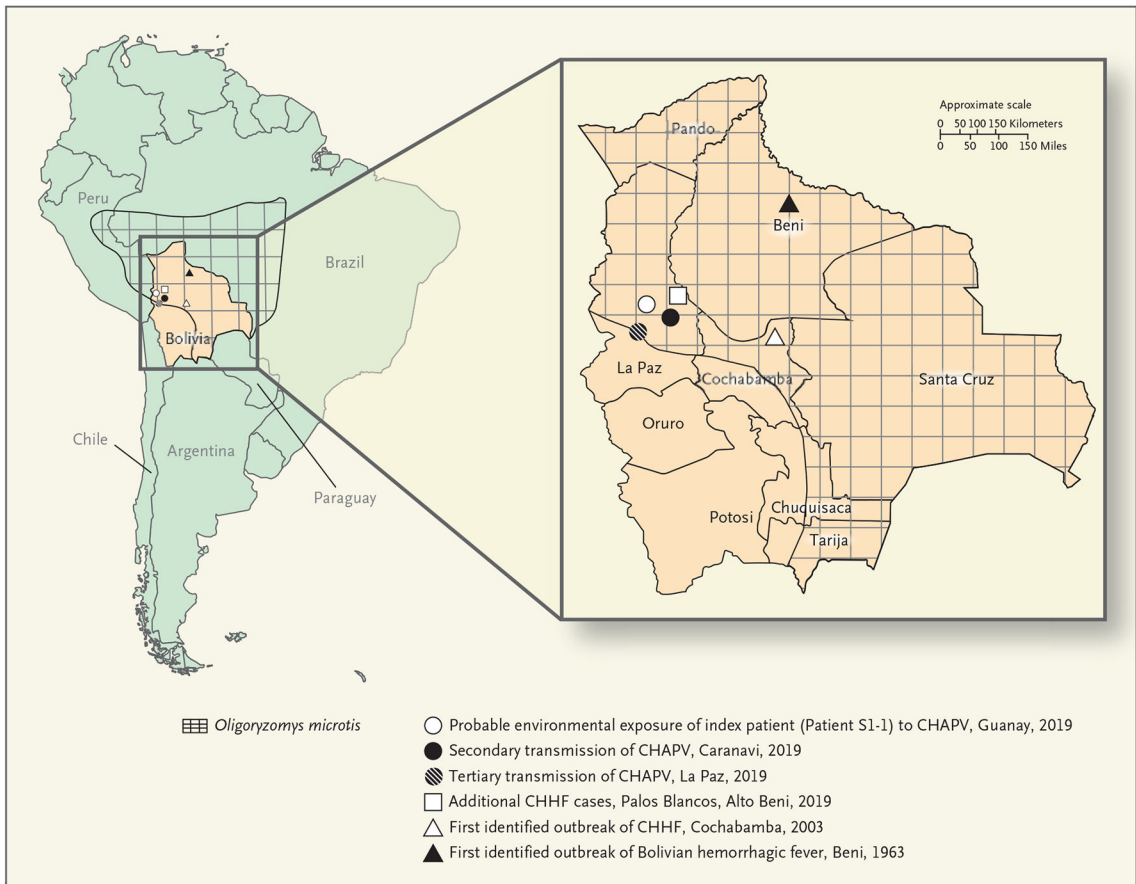 Peru
Brazil
Bolivia
Chile
Argentina
Paraguay
Approximate scale
0 50 100 150 Kilometers
0 50 100 150 Miles
Pando
Beni
La Paz
Cochabamba
Santa Cruz
Oruro
Potosi
Chuquisaca
Tarija
Oligoryzomys microtis
Probable environmental exposure of index patient (Patient S1-1) to CHAPV, Guanay, 2019
Secondary transmission of CHAPV, Caranavi, 2019
Tertiary transmission of CHAPV, La Paz, 2019
Additional CHHF cases, Palos Blancos, Alto Beni, 2019
First identified outbreak of CHHF, Cochabamba, 2003
First identified outbreak of Bolivian hemorrhagic fever, Beni, 1963